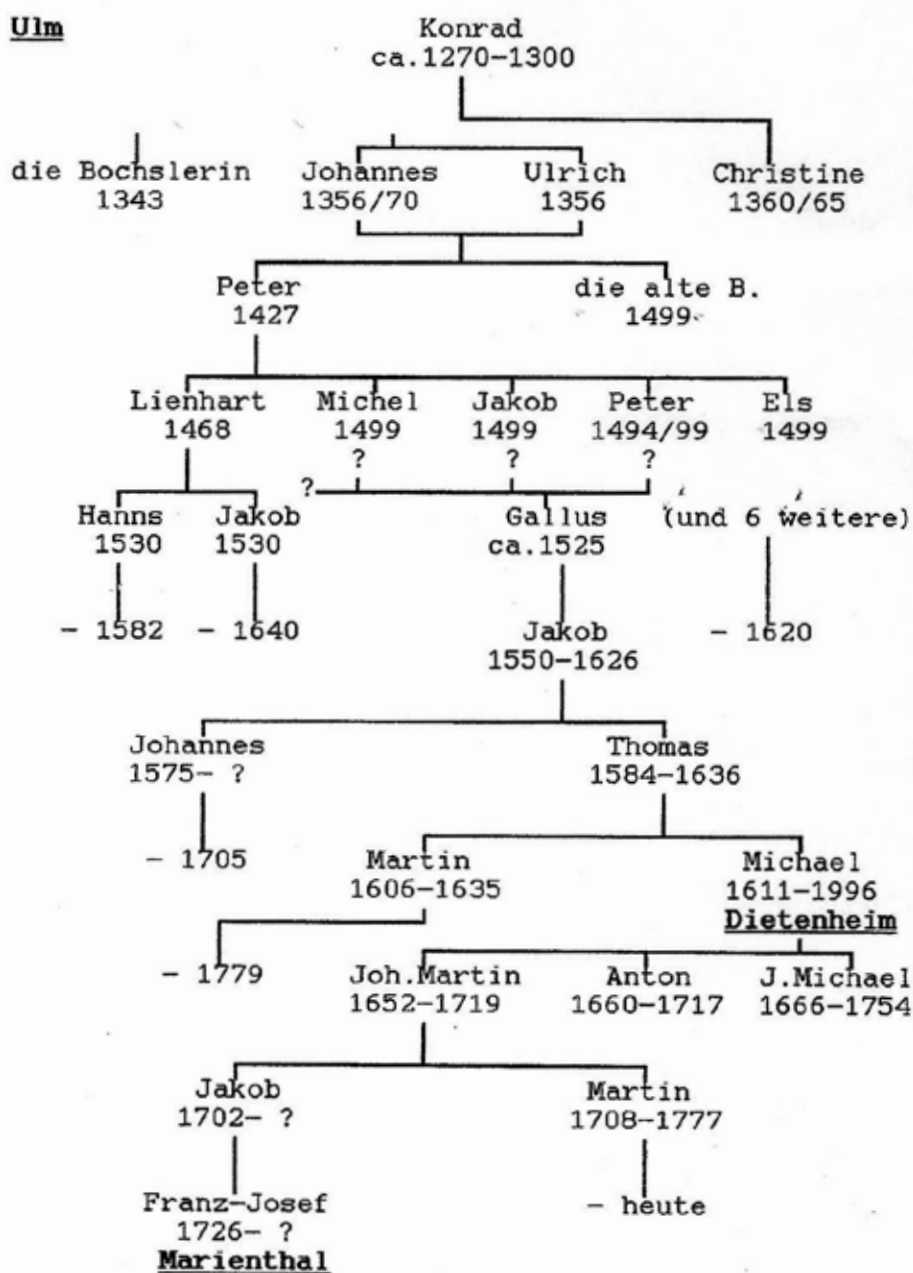 Ulm
Konrad
ca.1270-1300
die Bochslerin Johannes Ulrich Christine
1343 1356/70 1356 1360/65
Peter die alte B.
1427 1499
Lienhart Michel Jakob Peter Els
1468 1499 1499 1494/99 1499
? ? ?
?
Hanns Jakob Gallus (und 6 weitere)
1530 1530 ca.1525
- 1582 - 1640 Jakob - 1620
1550-1626
Johannes Thomas
1575- ? 1584-1636
- 1705 Martin Michael
1606-1635 1611-1996
Dietenheim
- 1779 Joh.Martin Anton J.Michael
1652-1719 1660-1717 1666-1754
Jakob Martin
1702- ? 1708-1777
Franz-Josef - heute
1726- ?
Marienthal